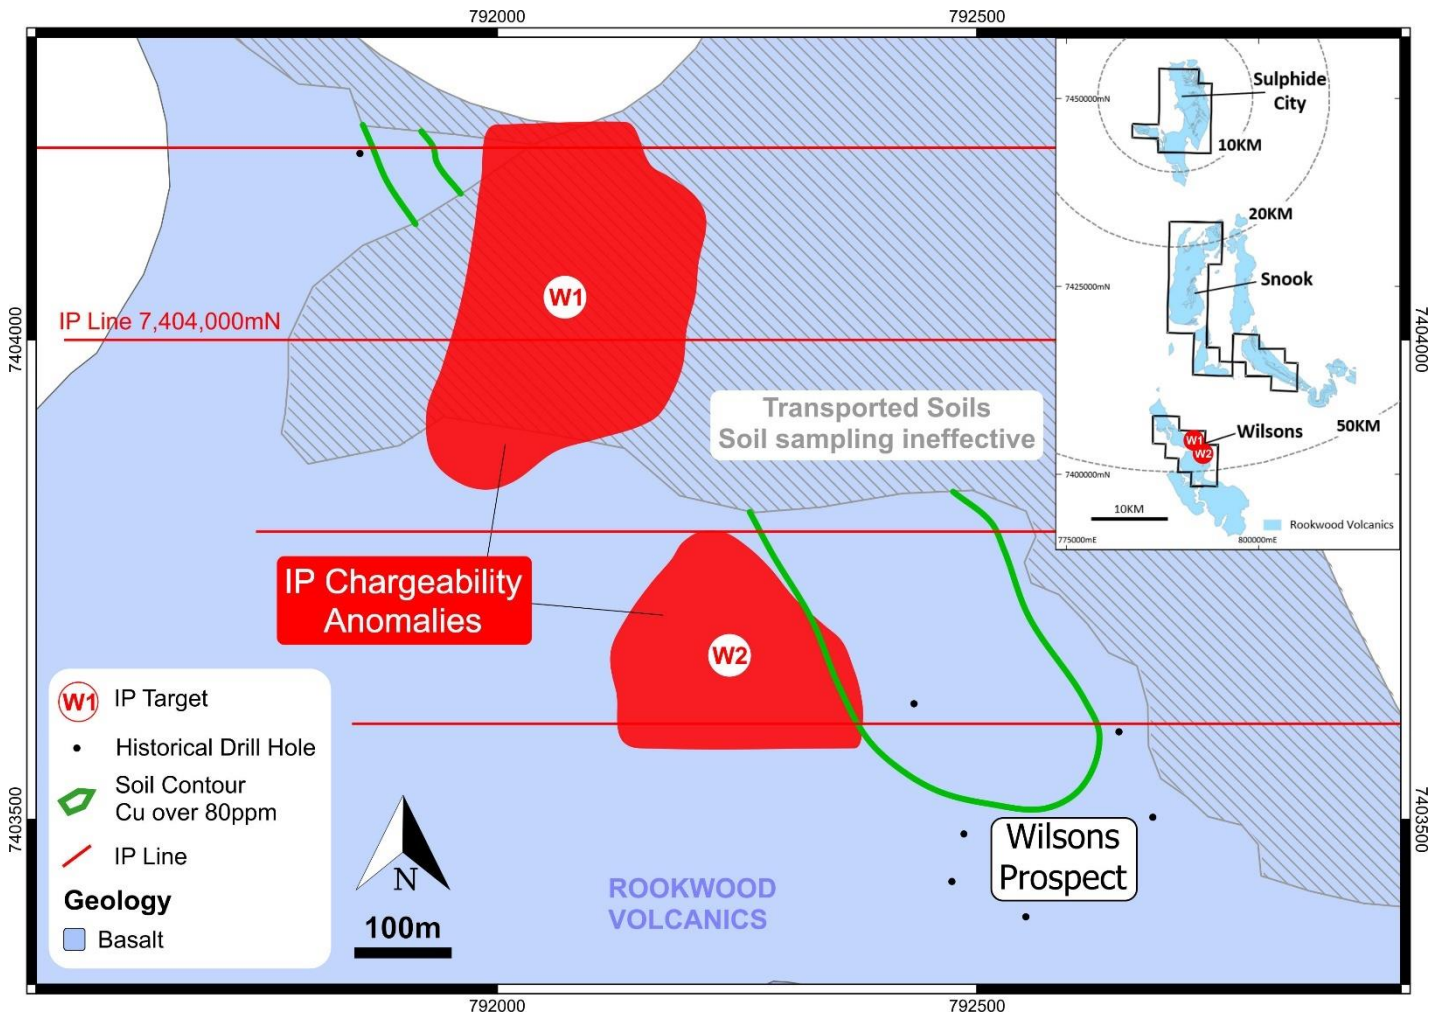 792000
792500
7404000
7403500
7404000
7403500
792000
792500
IP Line 7,404,000mN
W1
Transported Soils
Soil sampling ineffective
IP Chargeability
Anomalies
W2
Wilsons
Prospect
ROOKWOOD
VOLCANICS
W1
IP Target
Historical Drill Hole
Soil Contour
Cu over 80ppm
IP Line
Geology
Basalt
N
100m
Sulphide
City
7450000mN
10KM
20KM
Snook
7425000mN
Wilsons
50KM
W1
W2
7400000mN
10KM
Rookwood Volcanics
775000mE
800000mE